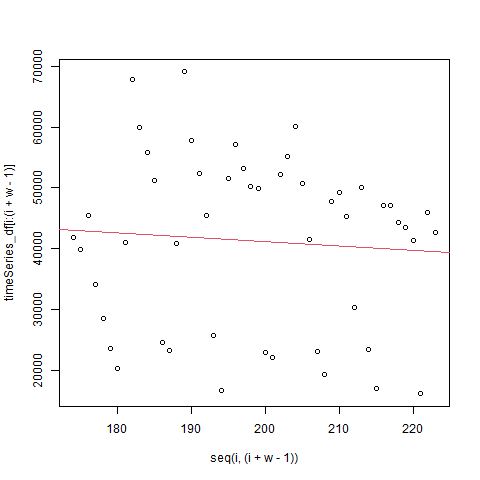 timeSeries_df[i:(i + w - 1)]
70000
60000
50000
40000
30000
20000
180 190 200 210 220
seq(i, (i + w - 1))